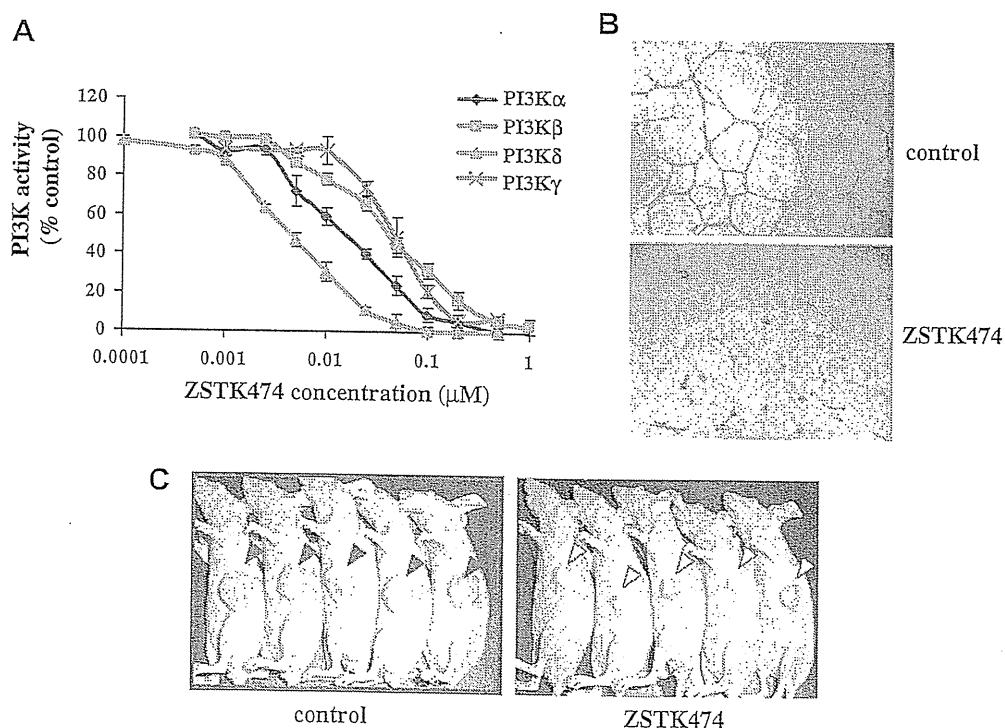 A
PI3K activity
(% control)
120
100
80
60
40
20
0
0.0001
0.001
0.01
0.1
1
ZSTK474 concentration (μM)
PI3Kα
PI3Kβ
PI3Kδ
PI3Kγ
B
control
ZSTK474
C
control
ZSTK474